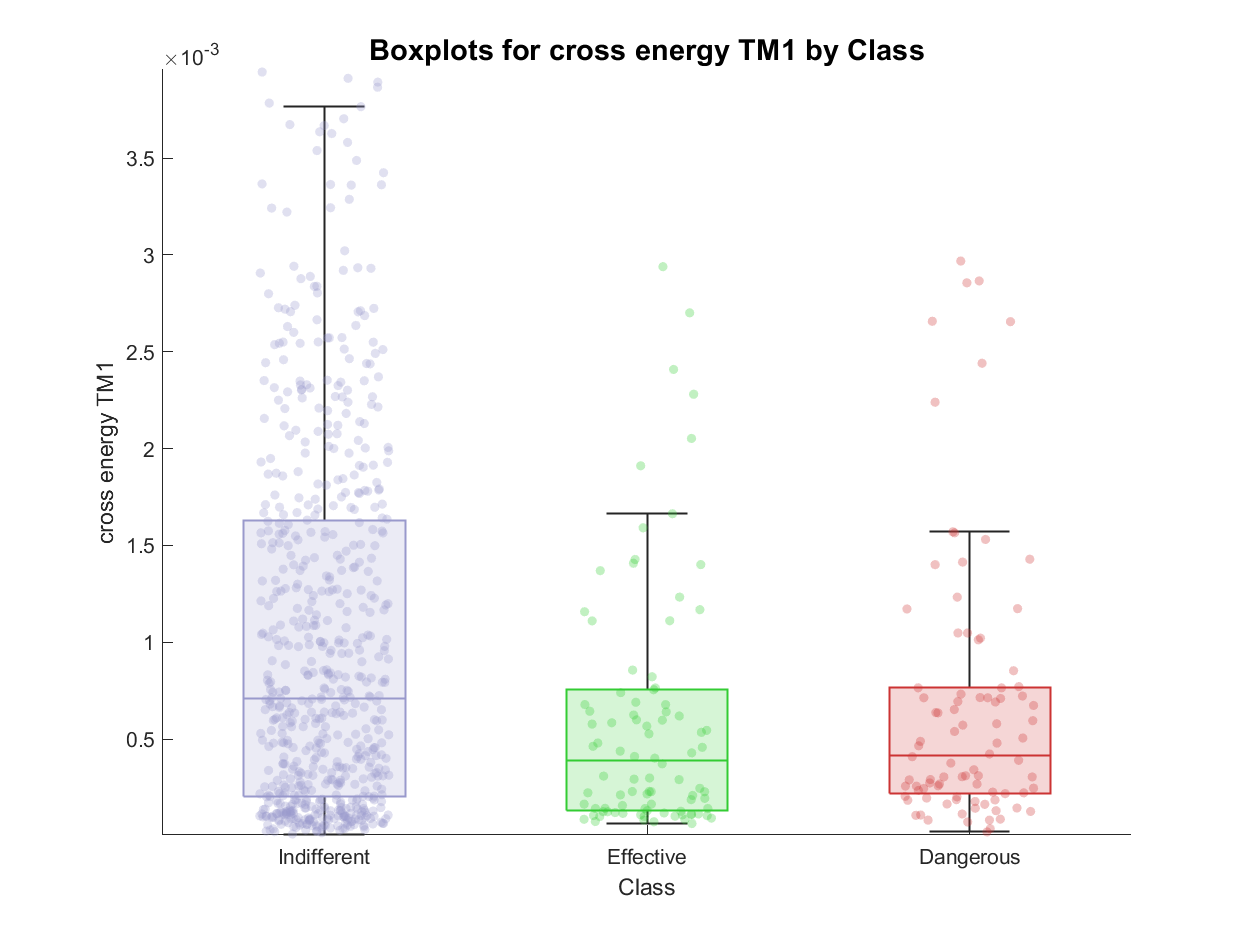 Boxplots for cross energy TM1 by Class
×10-3
3.5
3
2.5
2
1.5
1
0.5
cross energy TM1
Indifferent Effective Dangerous
Class